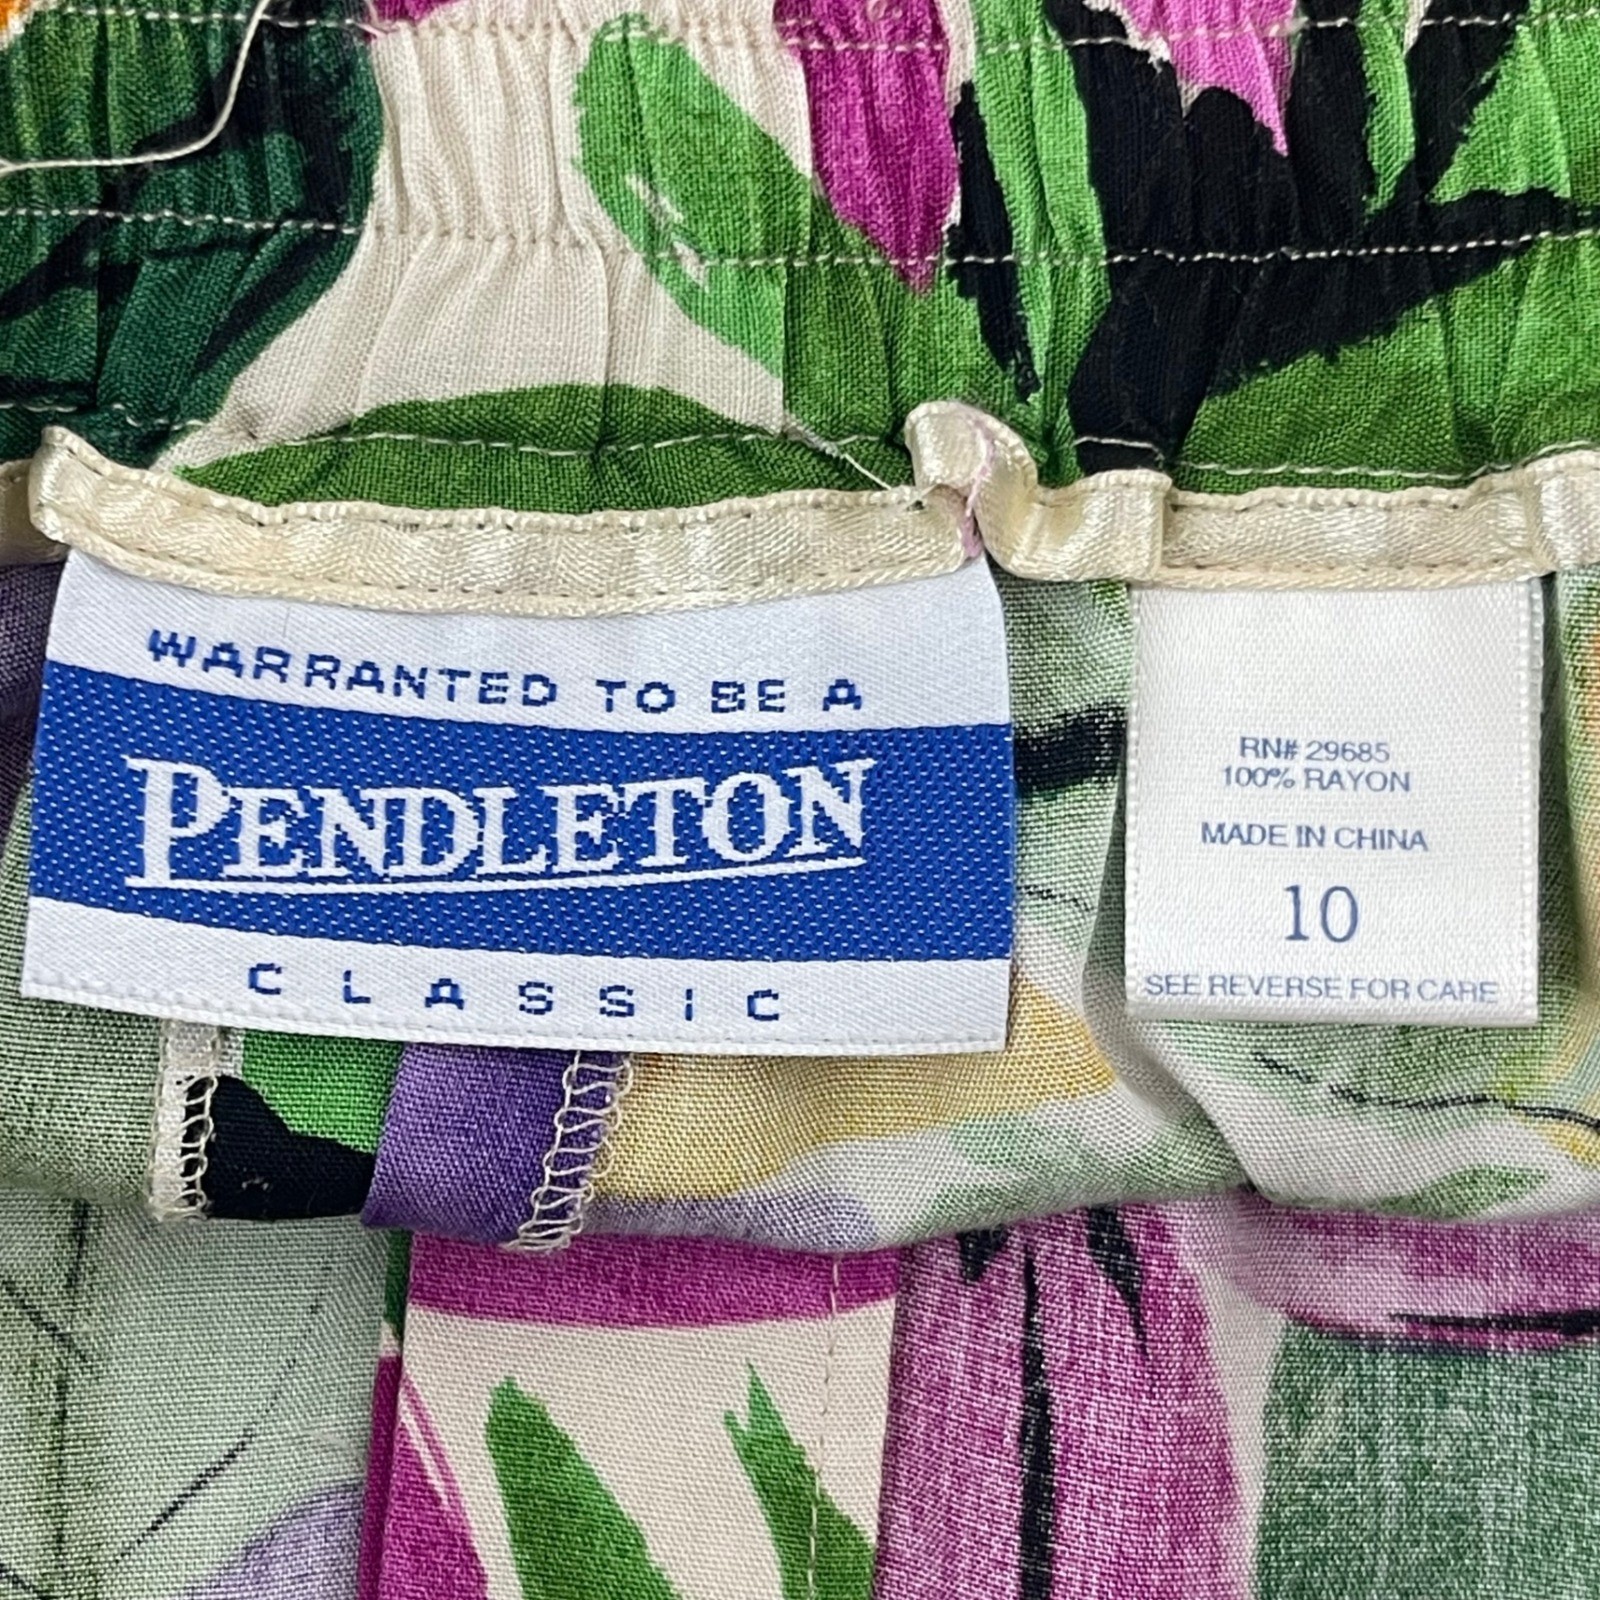 WARRANTED TO BE A
PENDLETON
CLASSIC
RN# 29685
100% RAYON
MADE IN CHINA
10
SEE REVERSE FOR CARE